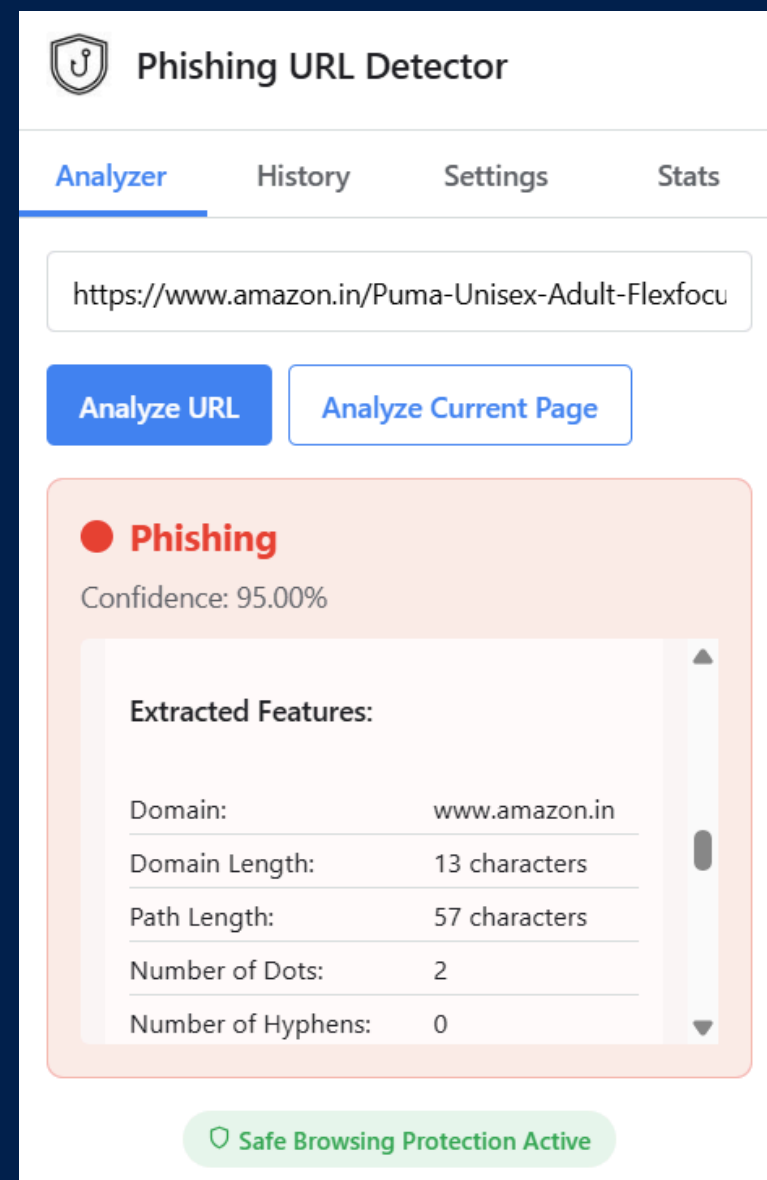 Phishing URL Detector
Analyzer History Settings Stats
https://www.amazon.in/Puma-Unisex-Adult-Flexfocu
Analyze URL Analyze Current Page
Phishing
Confidence: 95.00%
Extracted Features:
Domain: www.amazon.in
Domain Length: 13 characters
Path Length: 57 characters
Number of Dots: 2
Number of Hyphens: 0
Safe Browsing Protection Active